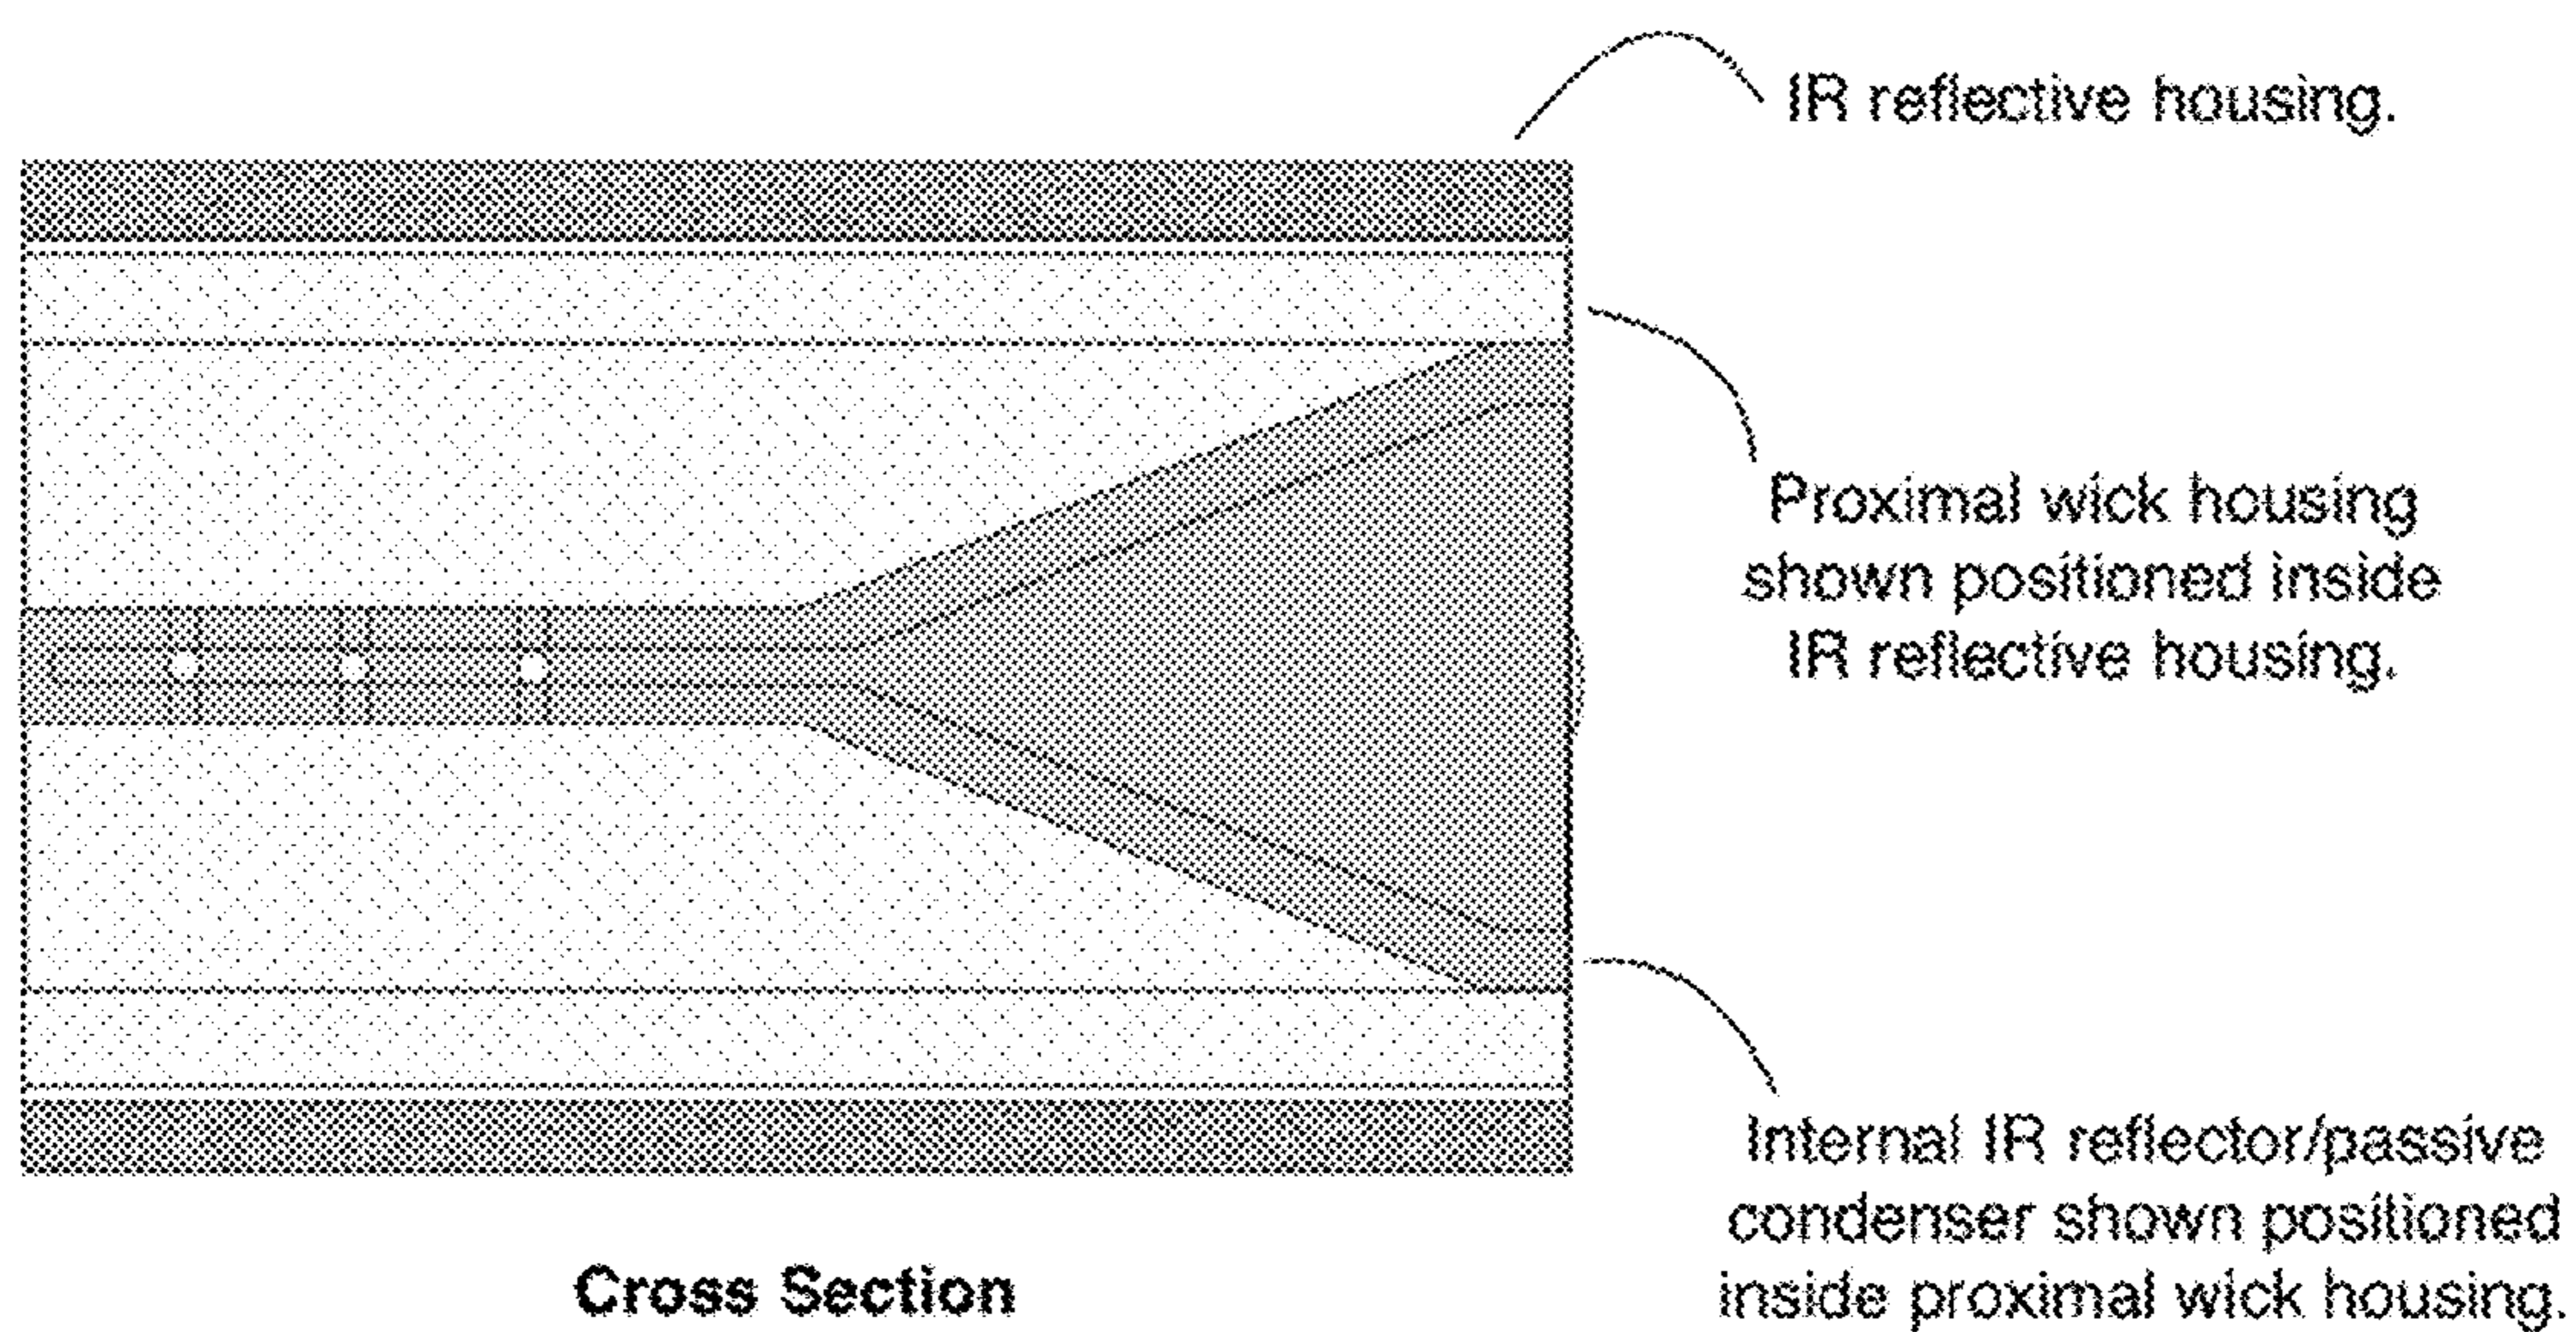 IR reflective housing.
Proximal wick housing
shown positioned inside
IR reflective housing.
Internal IR reflector/passive
condenser shown positioned
inside proximal wick housing.
Cross Section